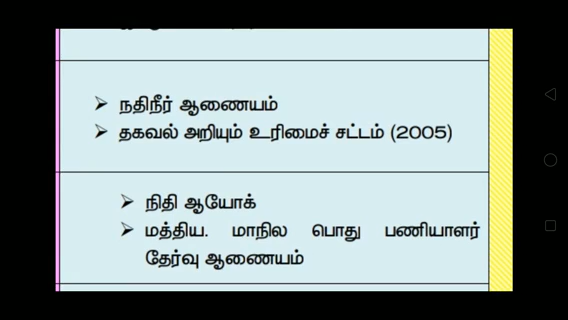 ➢ நதிநீர் ஆணையம்
➢ தகவல் அறியும் உரிமைச் சட்டம் (2005)
➢ நிதி ஆயோக்
➢ மத்திய. மாநில பொது பணியாளர்
தேர்வு ஆணையம்